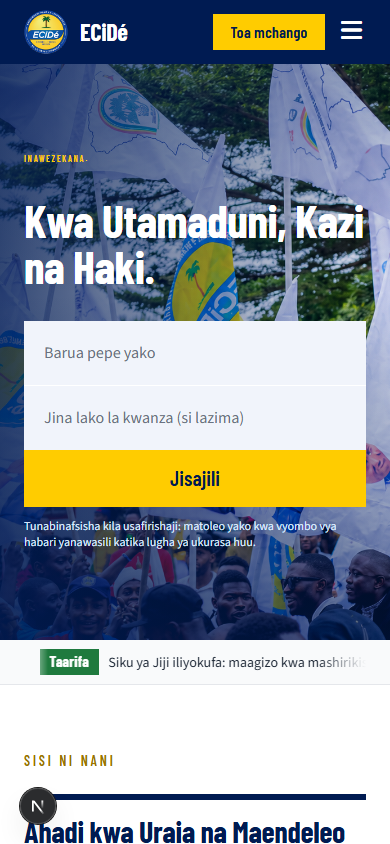 ECiDé
ECiDé
Toa mchango
INAWEZEKANA.
Kwa Utamaduni, Kazi
na Haki.
Barua pepe yako
Jina lako la kwanza (si lazima)
Jisajili
Tunabinafsisha kila usafirishaji: matoleo yako kwa vyombo vya
habari yanawasili katika lugha ya ukurasa huu.
Taarifa
Siku ya Jiji iliyokufa: maagizo kwa
SISI NI NANI
N
Ahadi kwa Uraia na Maendeleo